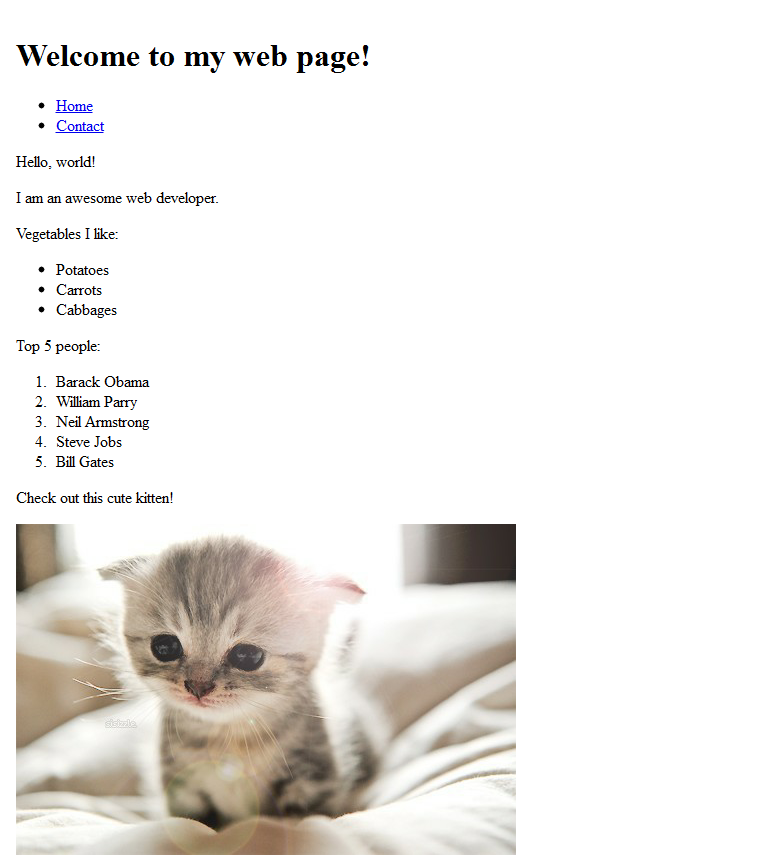 Welcome to my web page!
Home
Contact
Hello, world!
I am an awesome web developer.
Vegetables I like:
Potatoes
Carrots
Cabbages
Top 5 people:
1. Barack Obama
2. William Parry
3. Neil Armstrong
4. Steve Jobs
5. Bill Gates
Check out this cute kitten!